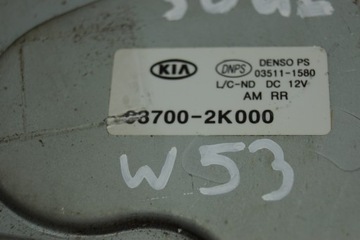 KIA DNPS DENSO PS
03511-1580
L/C-ND DC 12V
AM RR
98700-2K000
W53